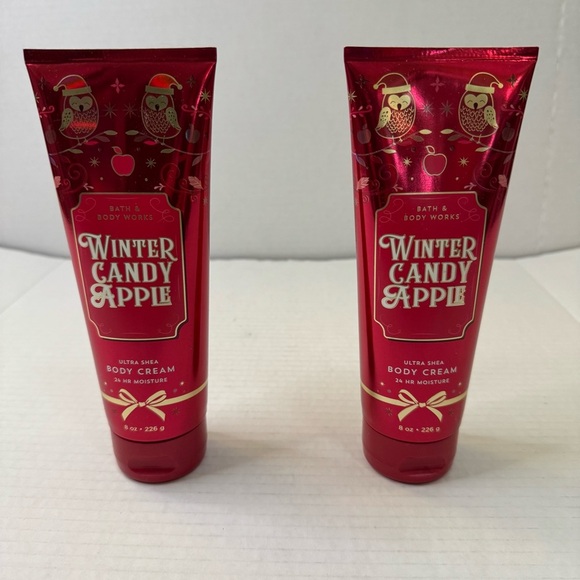 BATH &
BODY WORKS
WINTER
CANDY
APPLE
ULTRA SHEA
BODY CREAM
24 HR MOISTURE
8 oz • 226 g
BATH &
BODY WORKS
WINTER
CANDY
APPLE
ULTRA SHEA
BODY CREAM
24 HR MOISTURE
8 oz • 226 g